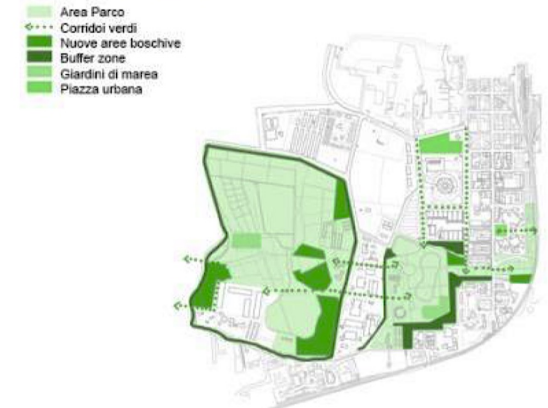 Area Parco
Corridoi verdi
Nuove aree boschive
Buffer zone
Giardini di marea
Piazza urbana